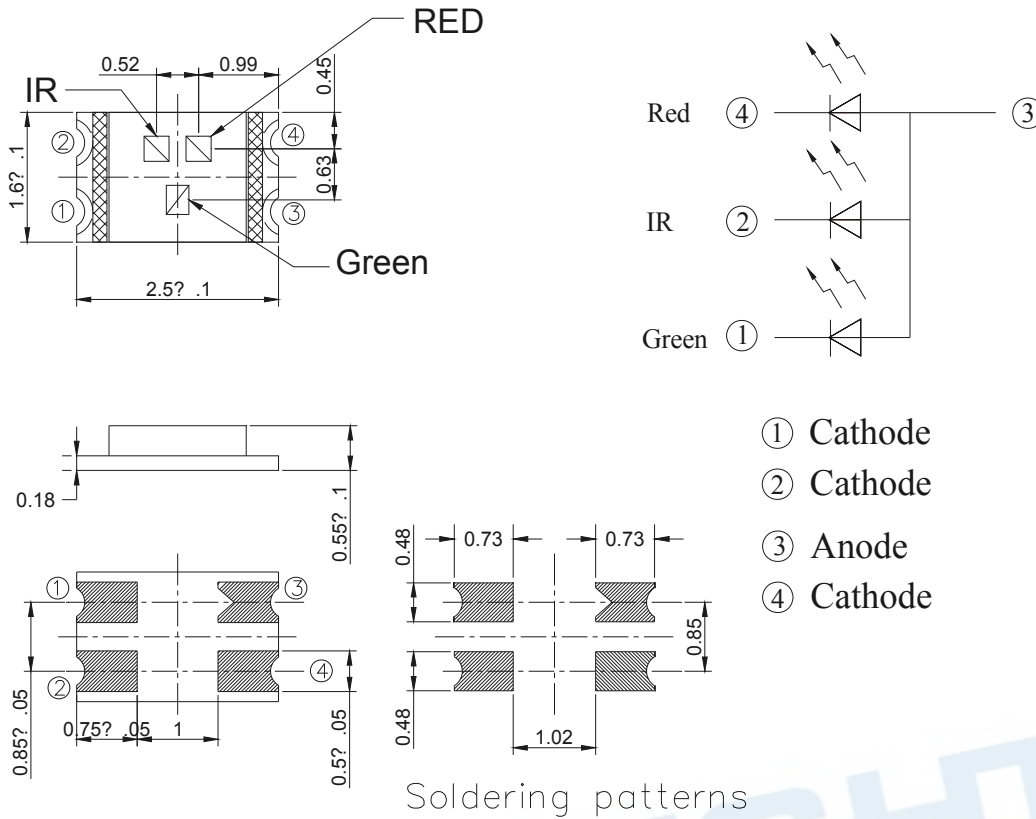 RED
0.52
0.99
0.45
IR
② ④
1.6? .1
0.63
① ③
Green
2.5? .1
Red ④ ③
IR ②
Green ①
① Cathode
② Cathode
③ Anode
④ Cathode
0.18
0.55? .1
① ③
② ④
0.85? .05
0.75? .05 1
0.5? .05
0.48 0.73 0.73
0.85
0.48
1.02
Soldering patterns